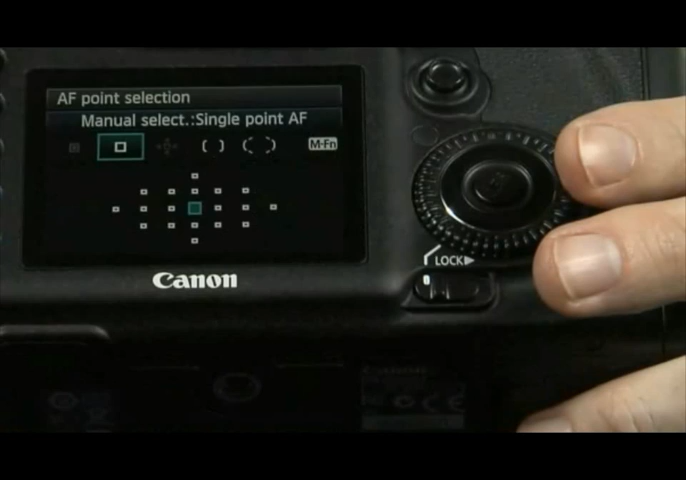 AF point selection
Manual select.:Single point AF
M-Fn
Canon
LOCK▶